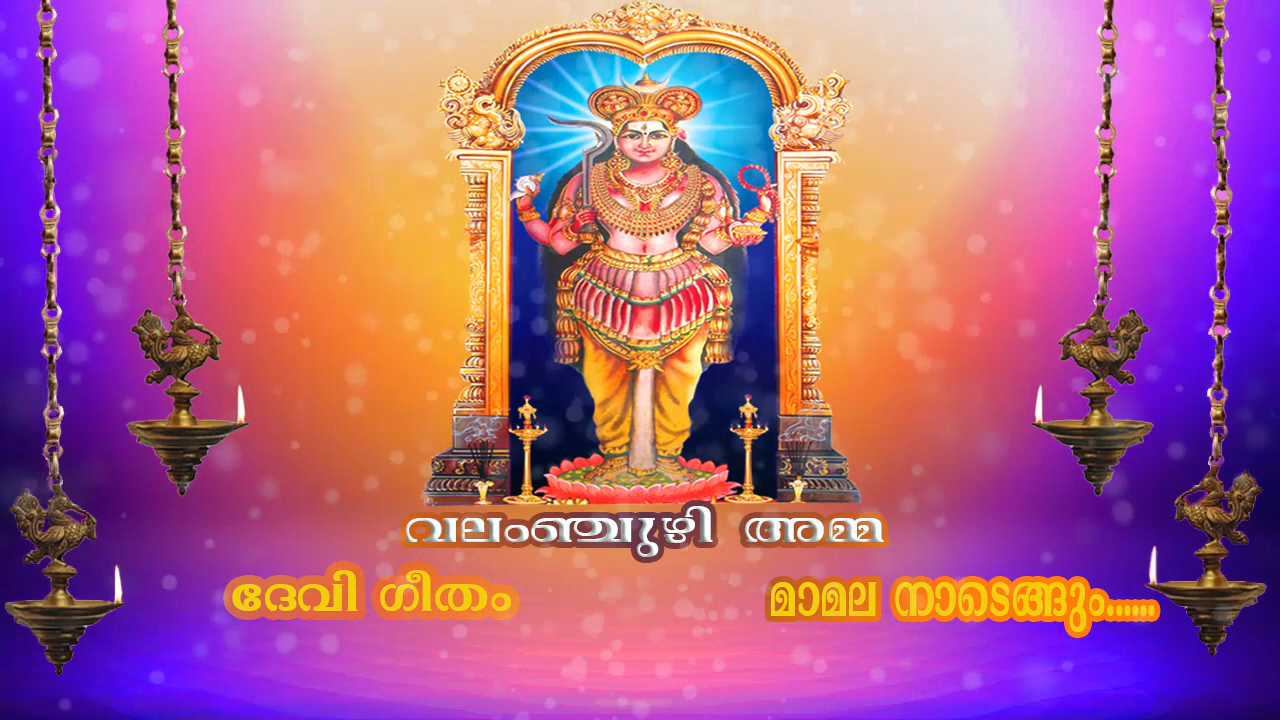 വലംഞ്ചുഴി അമ്മ
ദേവി ഗീതം
മാമല നാടെങ്ങും......